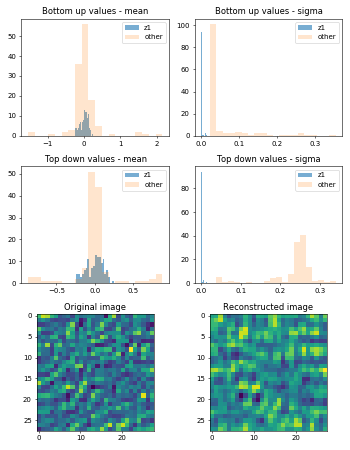 Bottom up values - mean
Bottom up values - sigma
50
40
30
20
10
0
z1
other
-1 0 1 2
100
80
60
40
20
0
z1
other
0.0 0.1 0.2 0.3
Top down values - mean
Top down values - sigma
50
40
30
20
10
0
z1
other
-0.5 0.0 0.5
80
60
40
20
0
z1
other
0.0 0.1 0.2 0.3
Original image
Reconstructed image
0
5
10
15
20
25
0 10 20
0
5
10
15
20
25
0 10 20